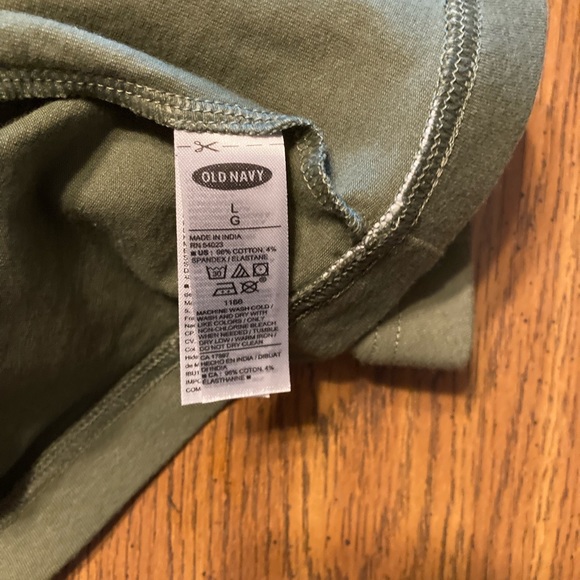 OLD NAVY
L
G
MADE IN INDIA
RN 54023
■ US : 96% COTTON, 4%
SPANDEX / ELASTANE
30
1166
MACHINE WASH COLD /
WASH AND DRY WITH
LIKE COLORS / ONLY
NON-CHLORINE BLEACH
WHEN NEEDED / TUMBLE
DRY LOW / WARM IRON /
DO NOT DRY CLEAN
CA 17897
HECHO EN INDIA / DIBUAT
DI INDIA
■ CA : 96% COTON, 4%
ELASTHANNE